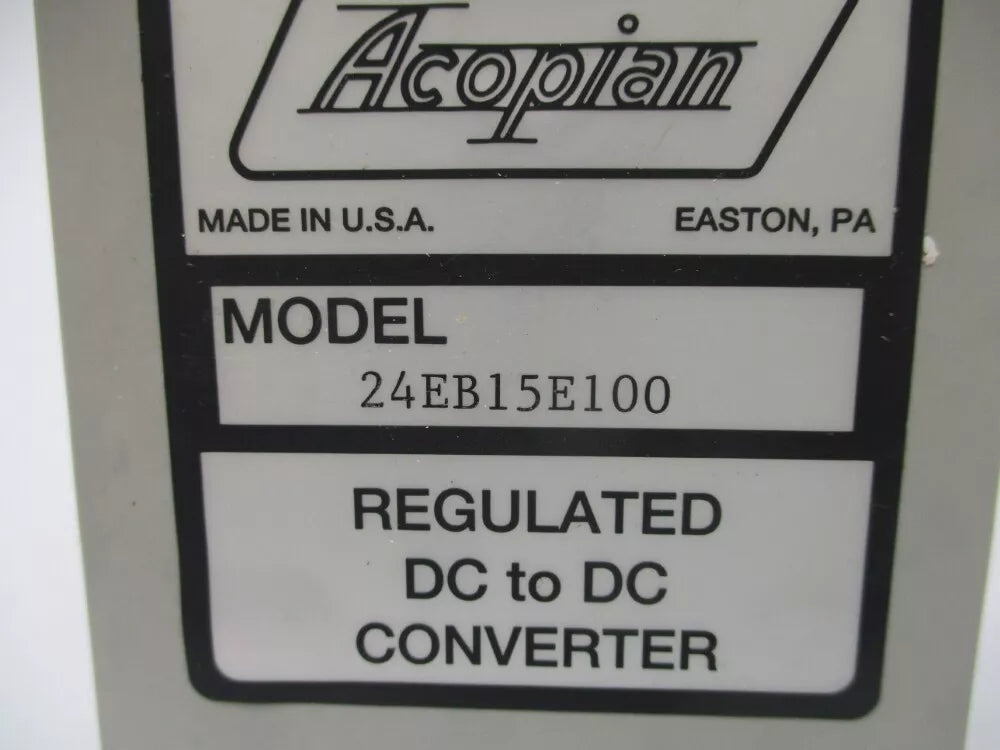 Acopian
MADE IN U.S.A. EASTON, PA
MODEL
24EB15E100
REGULATED
DC to DC
CONVERTER